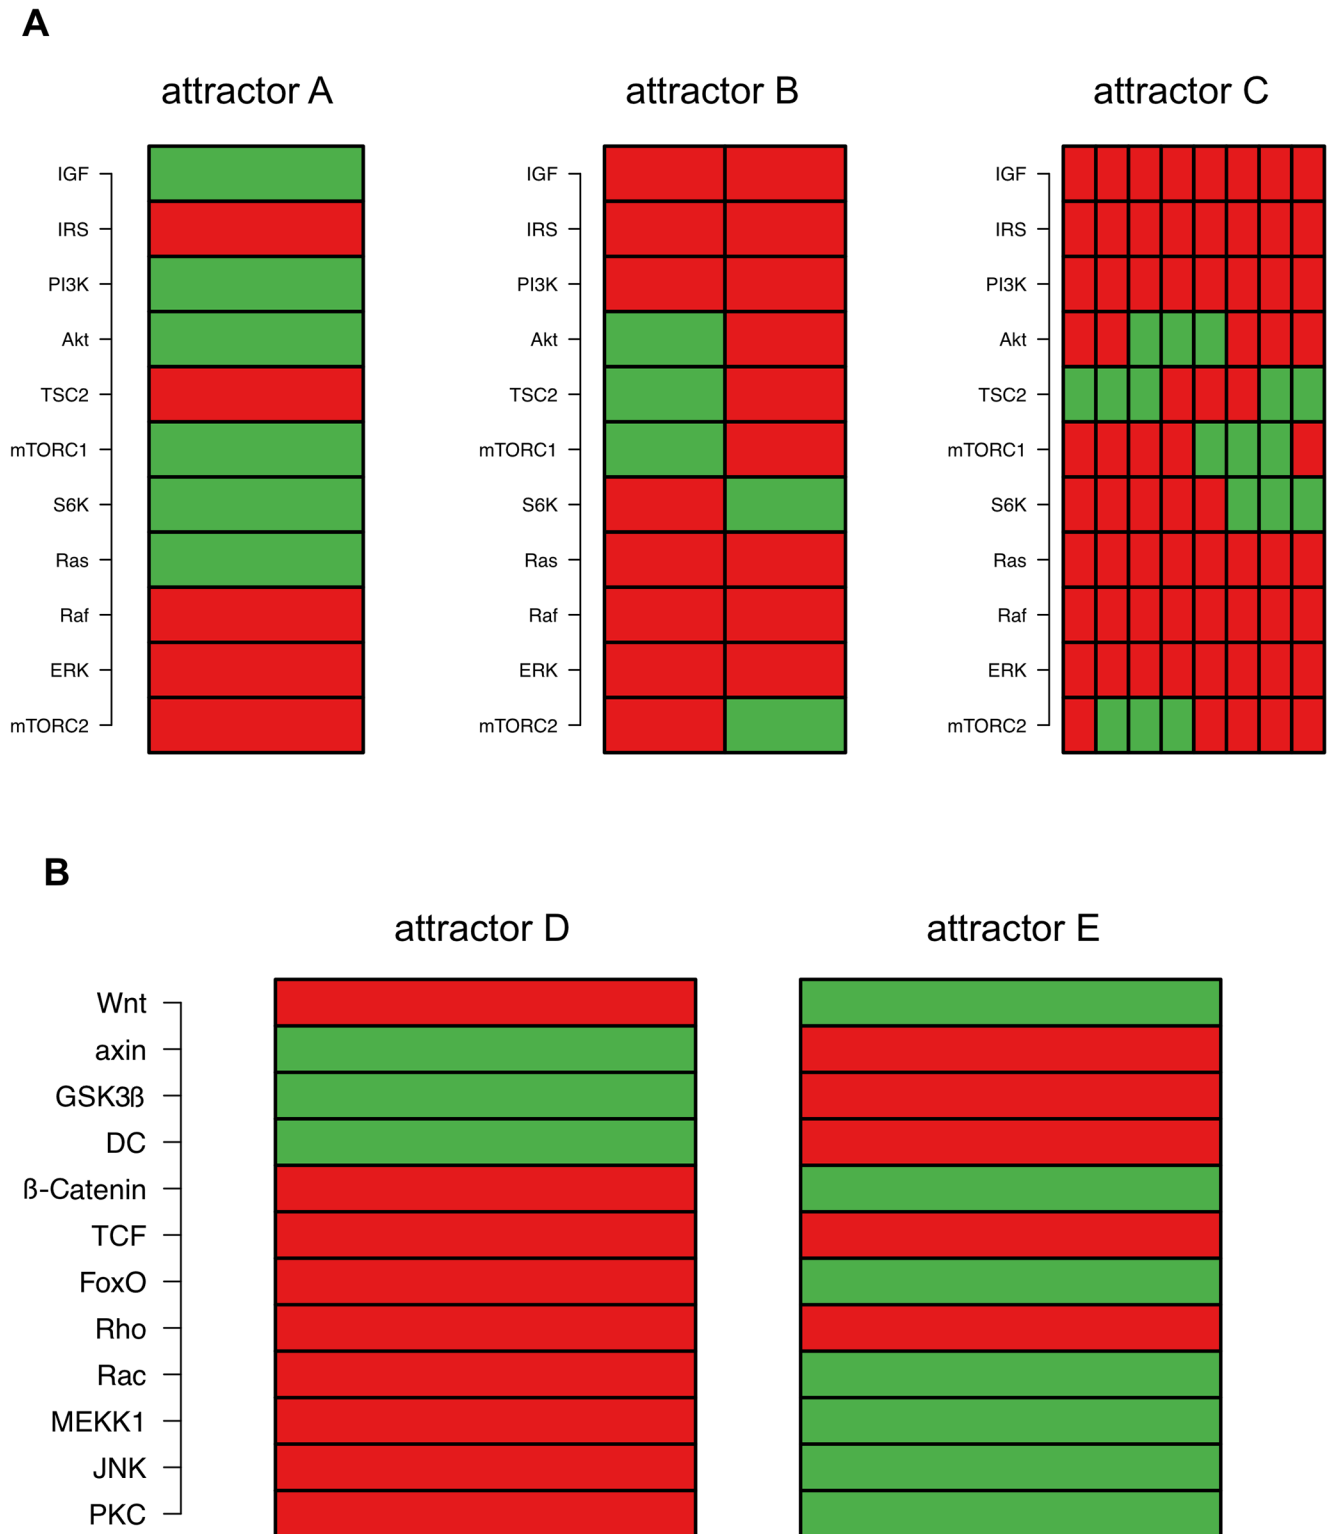 A
attractor A
attractor B
attractor C
IGF
IRS
PI3K
Akt
TSC2
mTORC1
S6K
Ras
Raf
ERK
mTORC2
IGF
IRS
PI3K
Akt
TSC2
mTORC1
S6K
Ras
Raf
ERK
mTORC2
IGF
IRS
PI3K
Akt
TSC2
mTORC1
S6K
Ras
Raf
ERK
mTORC2
B
attractor D
attractor E
Wnt
axin
GSK3ß
DC
ß-Catenin
TCF
FoxO
Rho
Rac
MEKK1
JNK
PKC